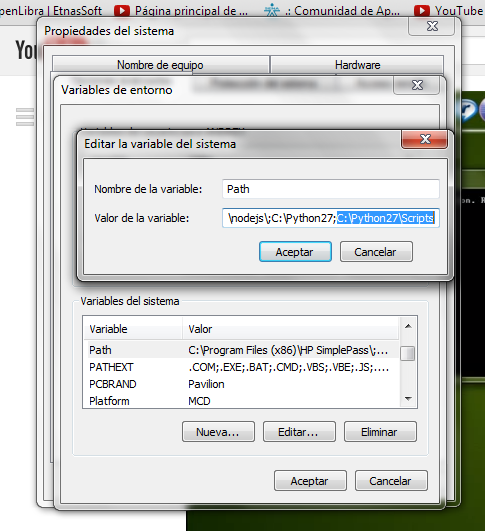 penLibra | EtnasSoft
Página principal de ...
.: Comunidad de Ap...
YouTube
Propiedades del sistema
You
Nombre de equipo
Hardware
Variables de entorno
Editar la variable del sistema
Nombre de la variable:
Path
Valor de la variable:
\nodejs\;C:\Python27;C:\Python27\Scripts
Aceptar
Cancelar
Variables del sistema
Variable
Valor
Path
C:\Program Files (x86)\HP SimplePass\;...
PATHEXT
.COM;.EXE;.BAT;.CMD;.VBS;.VBE;.JS;....
PCBRAND
Pavilion
Platform
MCD
Nueva...
Editar...
Eliminar
Aceptar
Cancelar